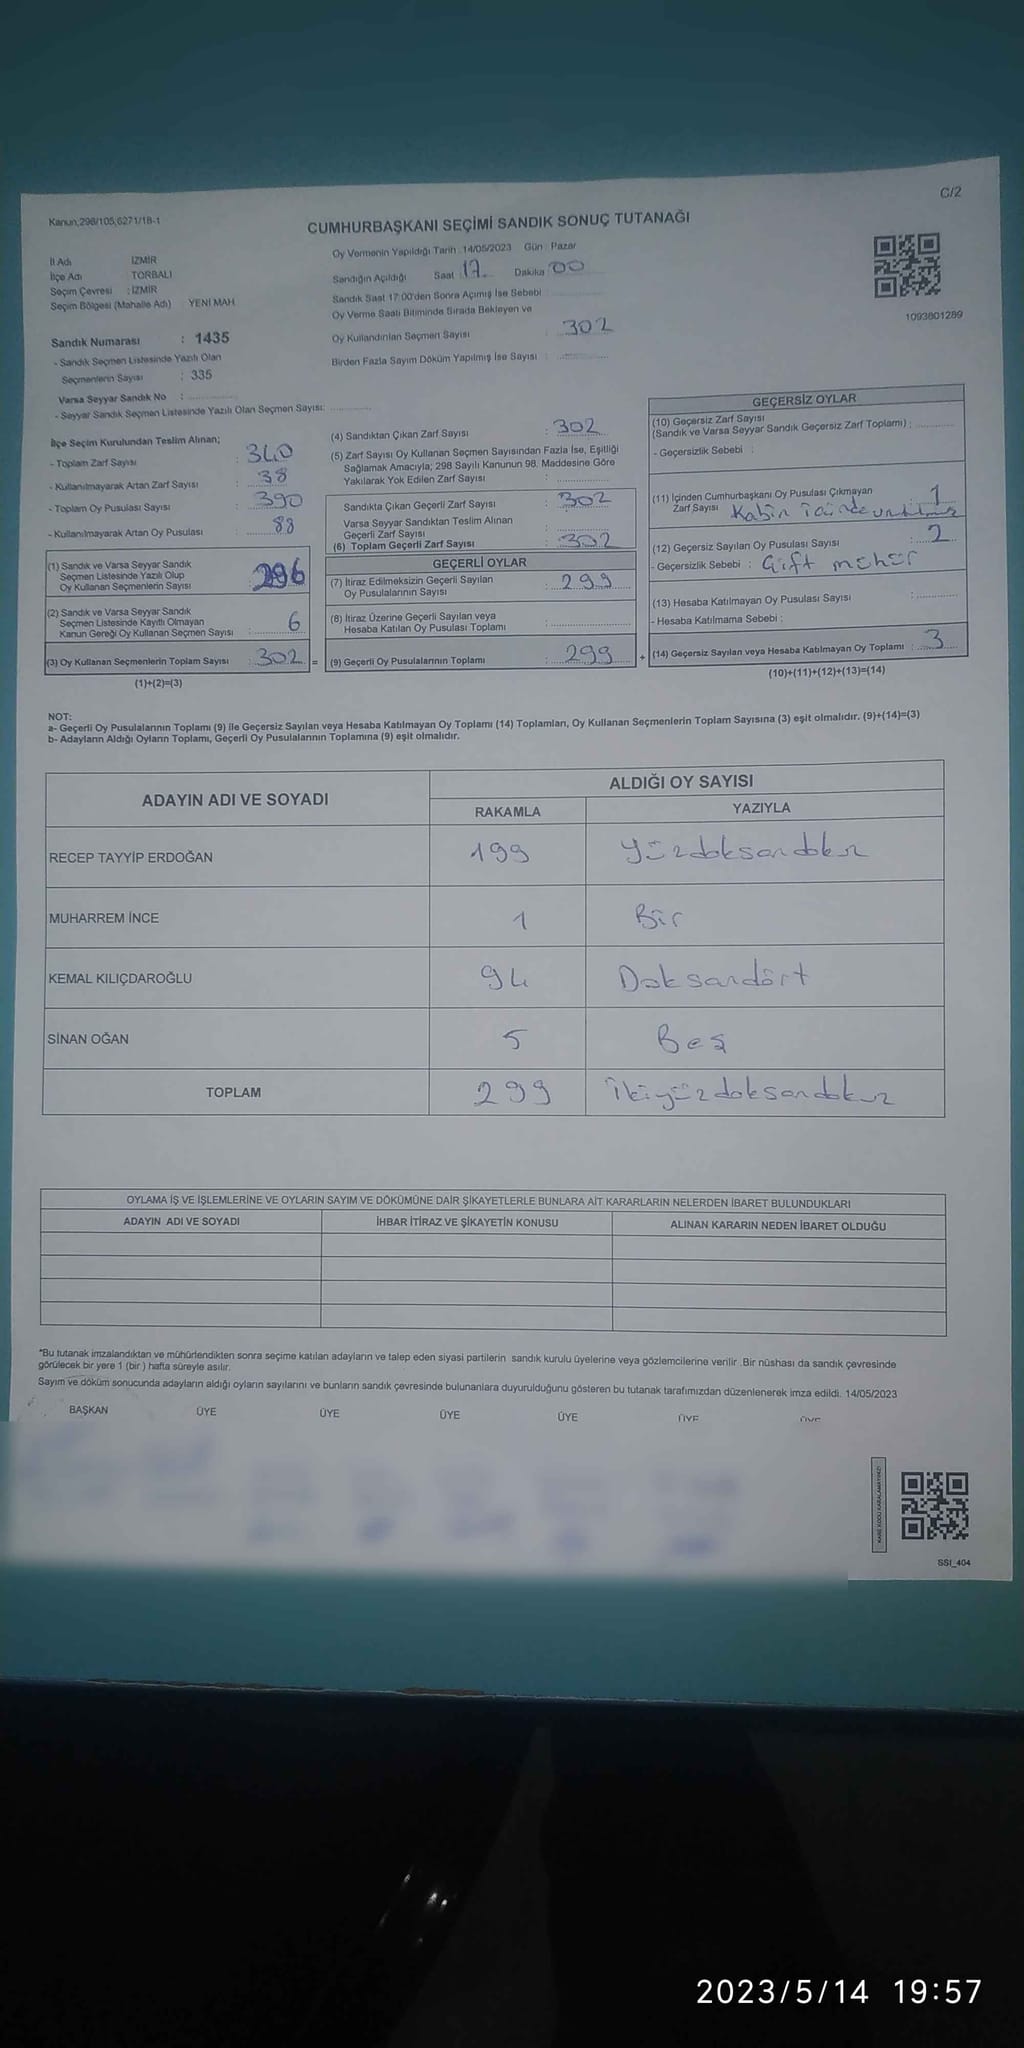 Kanun;298/105;6271/18-1
C/2
CUMHURBAŞKANI SEÇİMİ SANDIK SONUÇ TUTANAĞI
İl Adı : İZMİR
İlçe Adı : TORBALI
Seçim Çevresi : İZMİR
Seçim Bölgesi (Mahalle Adı) : YENİ MAH.
Oy Vermenin Yapıldığı Tarih : 14/05/2023 Gün : Pazar
Sandığın Açıldığı Saat : 17 Dakika : 00
Sandık Saat 17:00'den Sonra Açımış İse Sebebi :
Oy Verme Saati Bitiminde Sırada Bekleyen ve
Oy Kullandırılan Seçmen Sayısı : 302
Birden Fazla Sayım Döküm Yapılmış İse Sayısı :
1093801289
Sandık Numarası : 1435
- Sandık Seçmen Listesinde Yazılı Olan
Seçmenlerin Sayısı : 335
Varsa Seyyar Sandık No :
- Seyyar Sandık Seçmen Listesinde Yazılı Olan Seçmen Sayısı:
İlçe Seçim Kurulundan Teslim Alınan;
- Toplam Zarf Sayısı : 340
- Kullanılmayarak Artan Zarf Sayısı : 38
- Toplam Oy Pusulası Sayısı : 390
- Kullanılmayarak Artan Oy Pusulası : 88
(1) Sandık ve Varsa Seyyar Sandık
Seçmen Listesinde Yazılı Olup
Oy Kullanan Seçmenlerin Sayısı : 296
(2) Sandık ve Varsa Seyyar Sandık
Seçmen Listesinde Kayıtlı Olmayan
Kanun Gereği Oy Kullanan Seçmen Sayısı : 6
(3) Oy Kullanan Seçmenlerin Toplam Sayısı : 302 =
(1)+(2)=(3)
(4) Sandıktan Çıkan Zarf Sayısı : 302
(5) Zarf Sayısı Oy Kullanan Seçmen Sayısından Fazla İse, Eşitliği
Sağlamak Amacıyla; 298 Sayılı Kanunun 98. Maddesine Göre
Yakılarak Yok Edilen Zarf Sayısı :
Sandıkta Çıkan Geçerli Zarf Sayısı : 302
Varsa Seyyar Sandıktan Teslim Alınan
Geçerli Zarf Sayısı :
(6) Toplam Geçerli Zarf Sayısı : 302
GEÇERLİ OYLAR
(7) İtiraz Edilmeksizin Geçerli Sayılan
Oy Pusulalarının Sayısı : 299
(8) İtiraz Üzerine Geçerli Sayılan veya
Hesaba Katılan Oy Pusulası Toplamı :
(9) Geçerli Oy Pusulalarının Toplamı : 299 +
GEÇERSİZ OYLAR
(10) Geçersiz Zarf Sayısı
(Sandık ve Varsa Seyyar Sandık Geçersiz Zarf Toplamı) :
- Geçersizlik Sebebi :
(11) İçinden Cumhurbaşkanı Oy Pusulası Çıkmayan
Zarf Sayısı : 1
Kabin içinde
(12) Geçersiz Sayılan Oy Pusulası Sayısı : 2
- Geçersizlik Sebebi : Çift mühür
(13) Hesaba Katılmayan Oy Pusulası Sayısı :
- Hesaba Katılmama Sebebi :
(14) Geçersiz Sayılan veya Hesaba Katılmayan Oy Toplamı : 3
(10)+(11)+(12)+(13)=(14)
NOT:
a- Geçerli Oy Pusulalarının Toplamı (9) ile Geçersiz Sayılan veya Hesaba Katılmayan Oy Toplamı (14) Toplamları, Oy Kullanan Seçmenlerin Toplam Sayısına (3) eşit olmalıdır. (9)+(14)=(3)
b- Adayların Aldığı Oyların Toplamı, Geçerli Oy Pusulalarının Toplamına (9) eşit olmalıdır.
ADAYIN ADI VE SOYADI
ALDIĞI OY SAYISI
RAKAMLA YAZIYLA
RECEP TAYYİP ERDOĞAN 199 Yüzdoksandokuz
MUHARREM İNCE 1 Bir
KEMAL KILIÇDAROĞLU 94 Doksandört
SİNAN OĞAN 5 Beş
TOPLAM 299 İkiyüzdoksandokuz
OYLAMA İŞ VE İŞLEMLERİNE VE OYLARIN SAYIM VE DÖKÜMÜNE DAİR ŞİKAYETLERLE BUNLARA AİT KARARLARIN NELERDEN İBARET BULUNDUKLARI
ADAYIN ADI VE SOYADI İHBAR İTİRAZ VE ŞİKAYETİN KONUSU ALINAN KARARIN NEDEN İBARET OLDUĞU
*Bu tutanak imzalandıktan ve mühürlendikten sonra seçime katılan adayların ve talep eden siyasi partilerin sandık kurulu üyelerine veya gözlemcilerine verilir. Bir nüshası da sandık çevresinde
görülecek bir yere 1 (bir) hafta süreyle asılır.
Sayım ve döküm sonucunda adayların aldığı oyların sayılarını ve bunların sandık çevresinde bulunanlara duyurulduğunu gösteren bu tutanak tarafımızdan düzenlenerek imza edildi. 14/05/2023
BAŞKAN ÜYE ÜYE ÜYE ÜYE ÜYE ÜYE
KARE KODU KARALAMAYINIZ!
SSI_404
2023/5/14 19:57